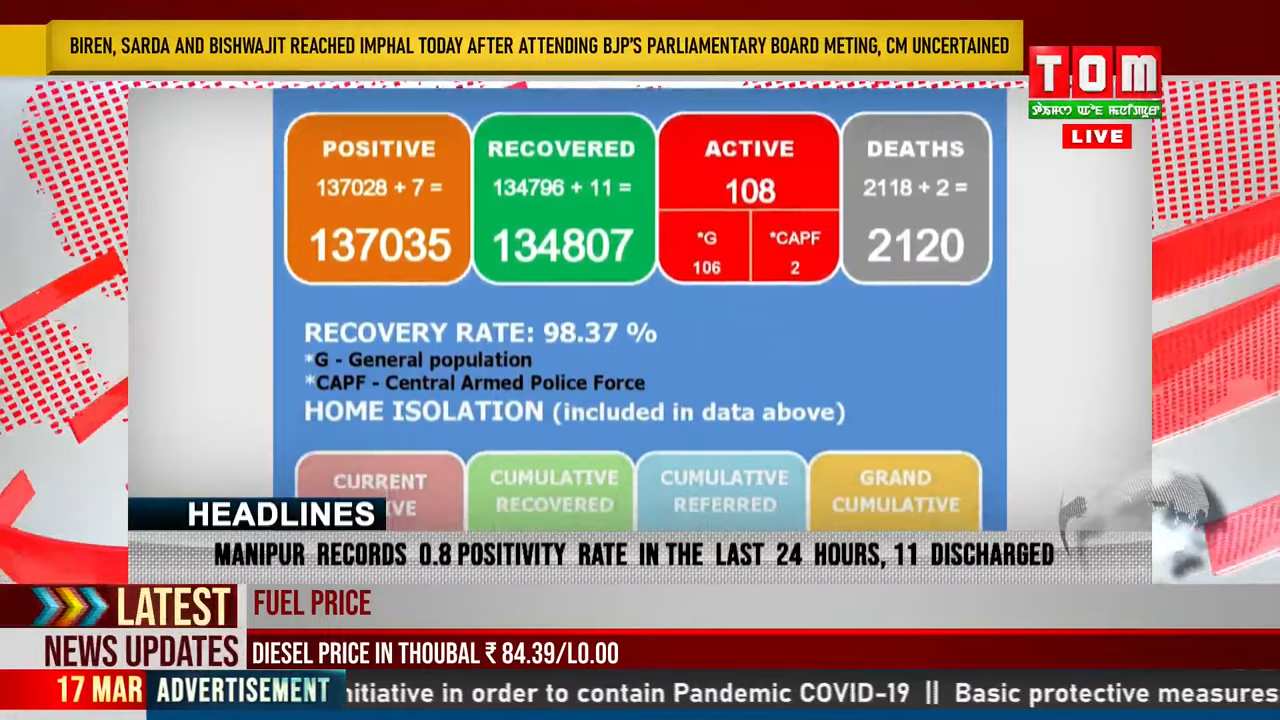 BIREN, SARDA AND BISHWAJIT REACHED IMPHAL TODAY AFTER ATTENDING BJP'S PARLIAMENTARY BOARD METING, CM UNCERTAINED
TOM
LIVE
POSITIVE
137028 + 7 =
137035
RECOVERED
134796 + 11 =
134807
ACTIVE
108
*G
106
*CAPF
2
DEATHS
2118 + 2 =
2120
RECOVERY RATE: 98.37 %
*G - General population
*CAPF - Central Armed Police Force
HOME ISOLATION (included in data above)
CURRENT
CUMULATIVE
RECOVERED
CUMULATIVE
REFERRED
GRAND
CUMULATIVE
HEADLINES
MANIPUR RECORDS 0.8 POSITIVITY RATE IN THE LAST 24 HOURS, 11 DISCHARGED
LATEST
NEWS UPDATES
FUEL PRICE
DIESEL PRICE IN THOUBAL ₹ 84.39/L0.00
17 MAR
ADVERTISEMENT
nitiative in order to contain Pandemic COVID-19 || Basic protective measures